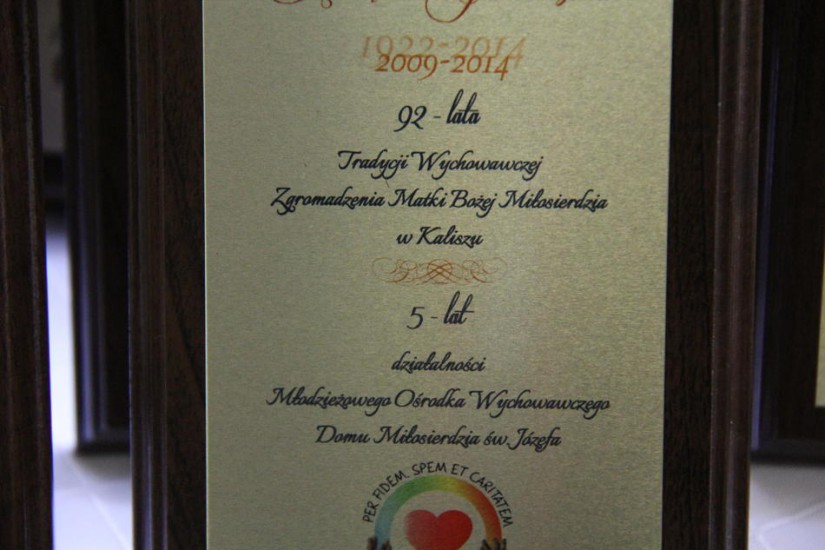 1922-2014
2009-2014
92 - lata
Tradycji Wychowawczej
Zgromadzenia Matki Bożej Miłosierdzia
w Kaliszu
5 - lat
działalności
Młodzieżowego Ośrodka Wychowawczego
Domu Miłosierdzia św. Józefa
PER FIDEM, SPEM ET CARITATEM